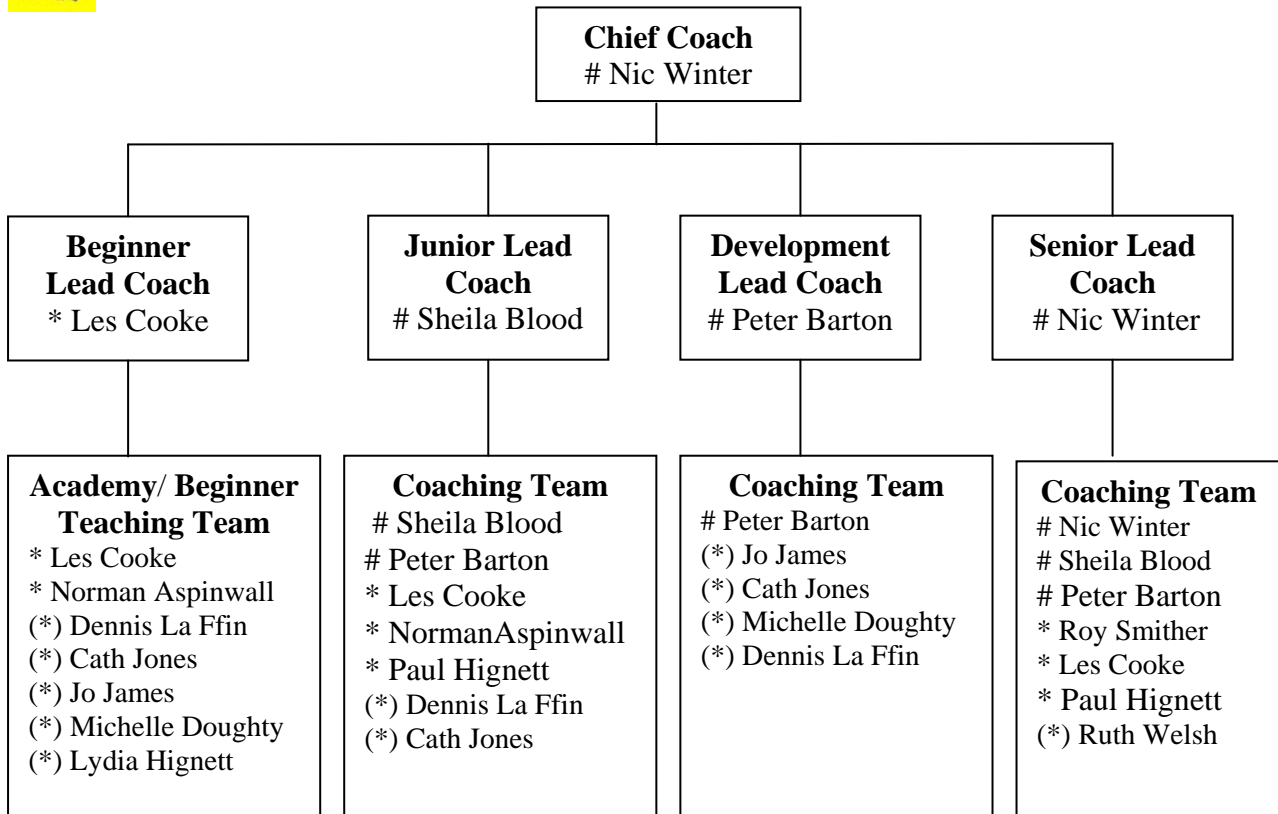 Chief Coach
# Nic Winter
Beginner
Lead Coach
* Les Cooke
Junior Lead
Coach
# Sheila Blood
Development
Lead Coach
# Peter Barton
Senior Lead
Coach
# Nic Winter
Academy/ Beginner
Teaching Team
* Les Cooke
* Norman Aspinwall
(*) Dennis La Ffin
(*) Cath Jones
(*) Jo James
(*) Michelle Doughty
(*) Lydia Hignett
Coaching Team
# Sheila Blood
# Peter Barton
* Les Cooke
* NormanAspinwall
* Paul Hignett
(*) Dennis La Ffin
(*) Cath Jones
Coaching Team
# Peter Barton
(*) Jo James
(*) Cath Jones
(*) Michelle Doughty
(*) Dennis La Ffin
Coaching Team
# Nic Winter
# Sheila Blood
# Peter Barton
* Roy Smither
* Les Cooke
* Paul Hignett
(*) Ruth Welsh